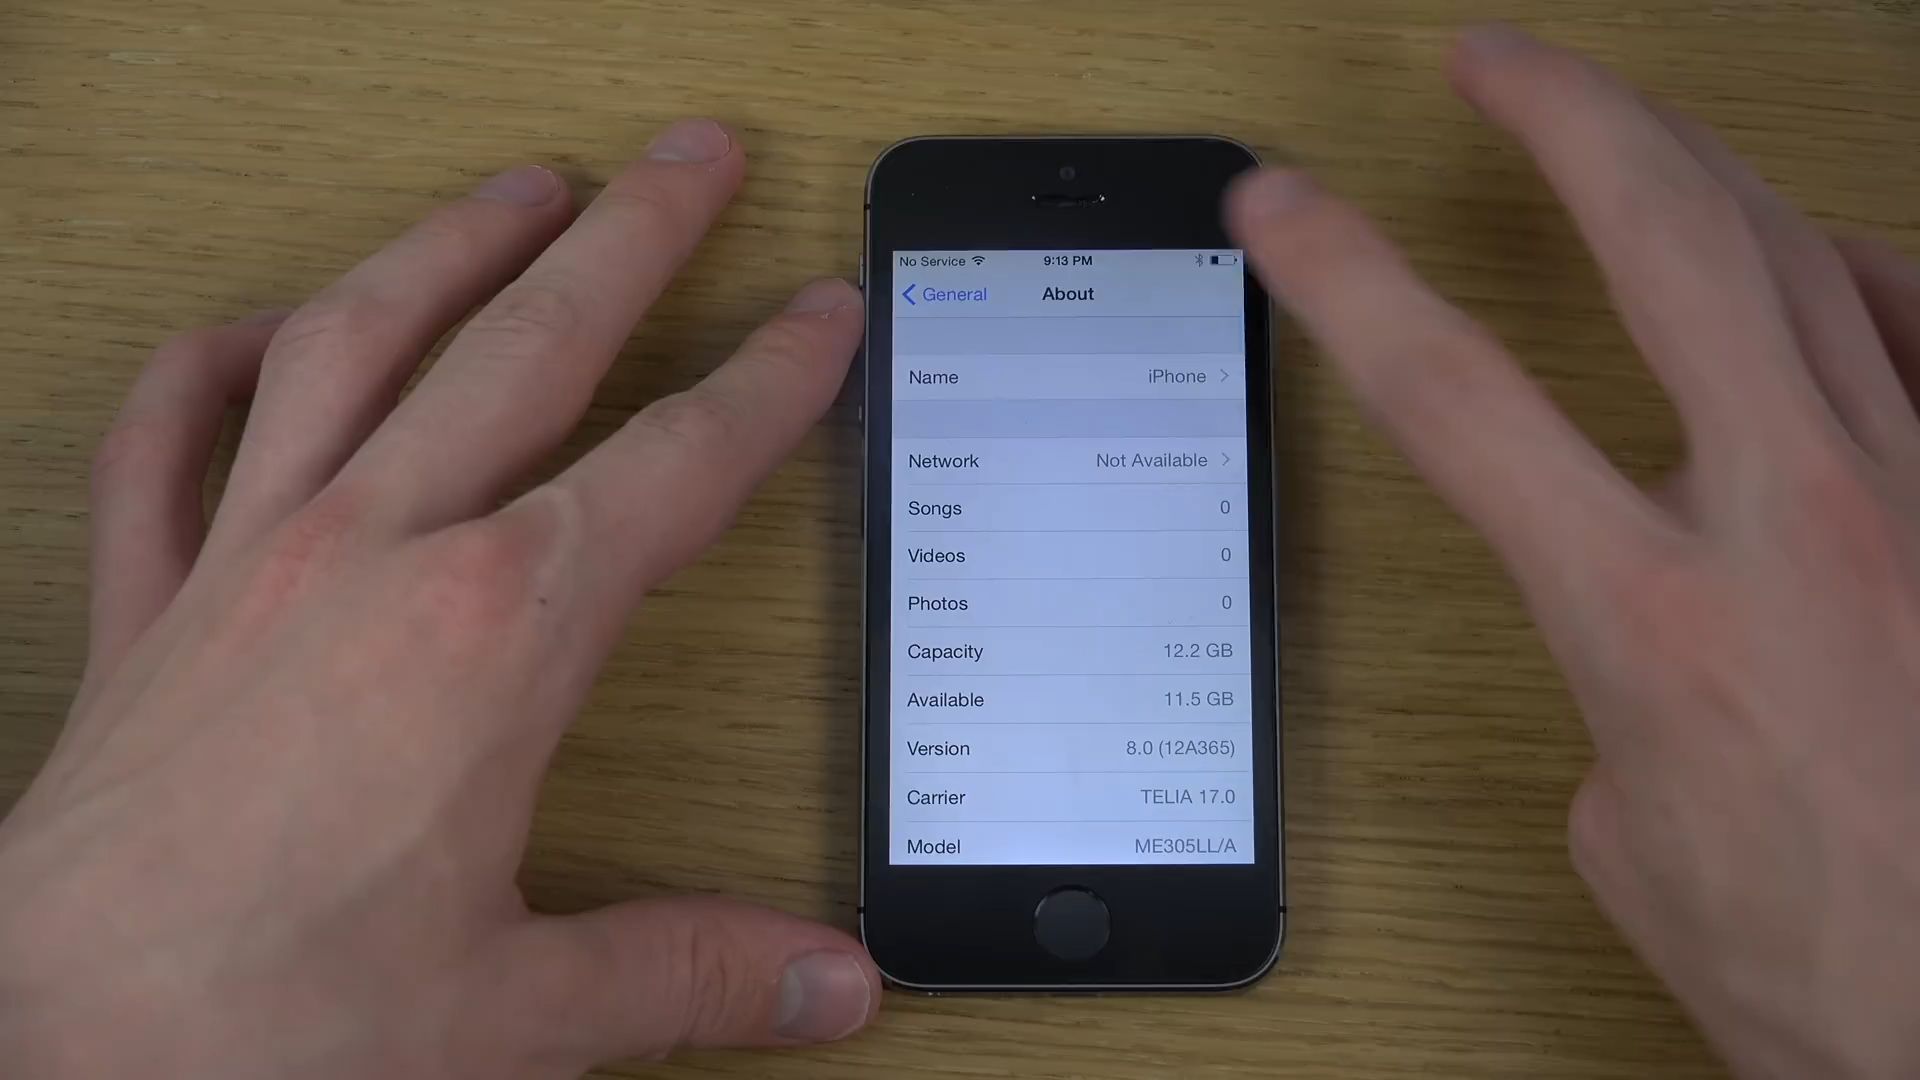 No Service 9:13 PM
General About
Name iPhone
Network Not Available
Songs 0
Videos 0
Photos 0
Capacity 12.2 GB
Available 11.5 GB
Version 8.0 (12A365)
Carrier TELIA 17.0
Model ME305LL/A